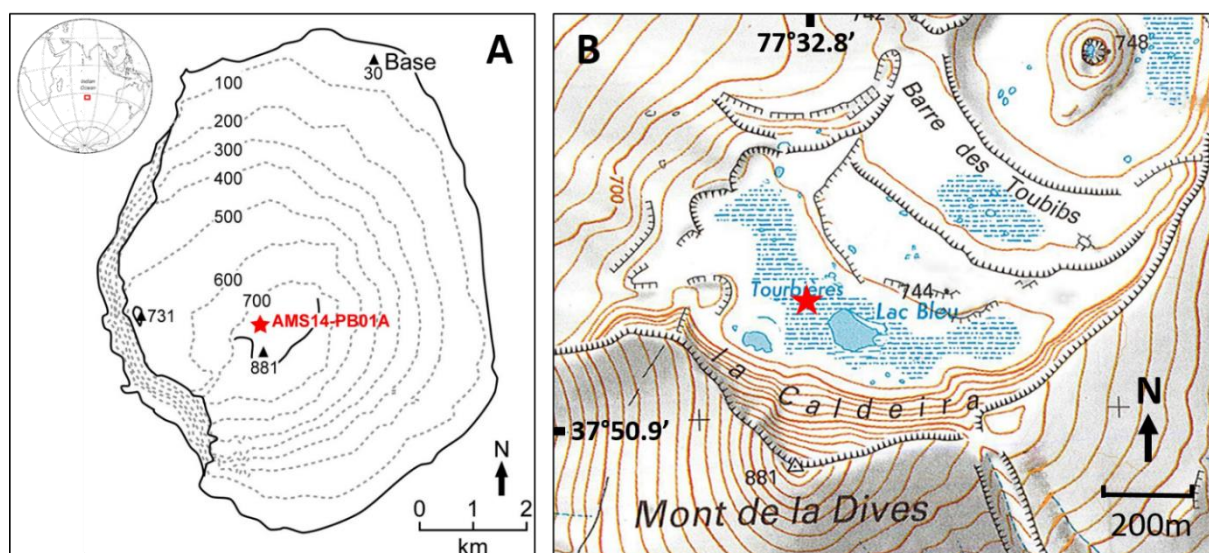 A
Indian
Ocean
Base
30
100
200
300
400
500
600
700
AMS14-PB01A
731
881
N
0 1 2
km
B
742
77°32.8’
748
Barre
des
Toubibs
700
Tourbières
744
Lac Bleu
la Caldeira
37°50.9’
N
881
Mont de la Dives
200m